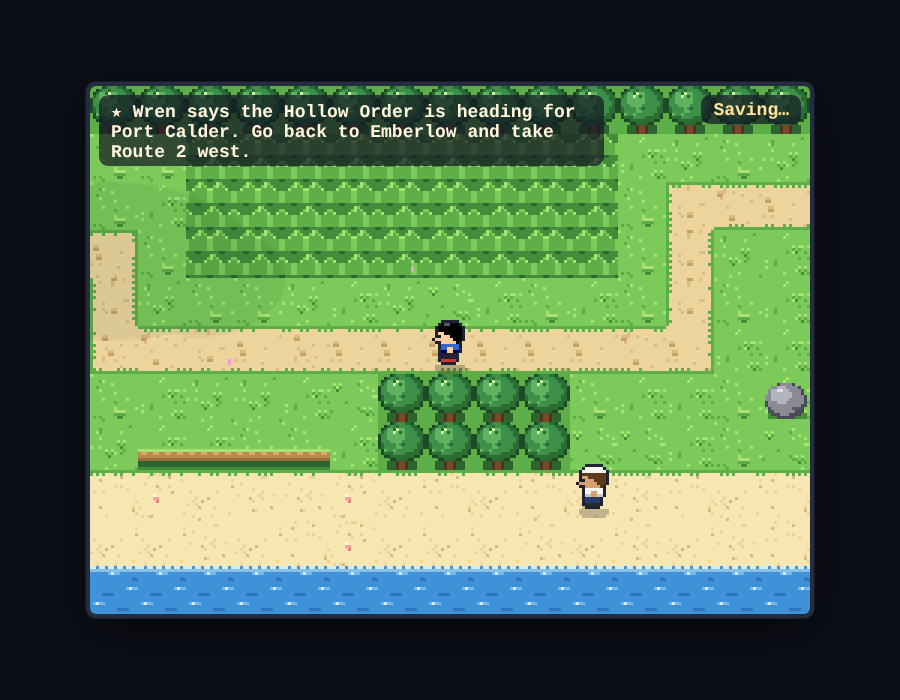 ★ Wren says the Hollow Order is heading for
Port Calder. Go back to Emberlow and take
Route 2 west.
Saving…